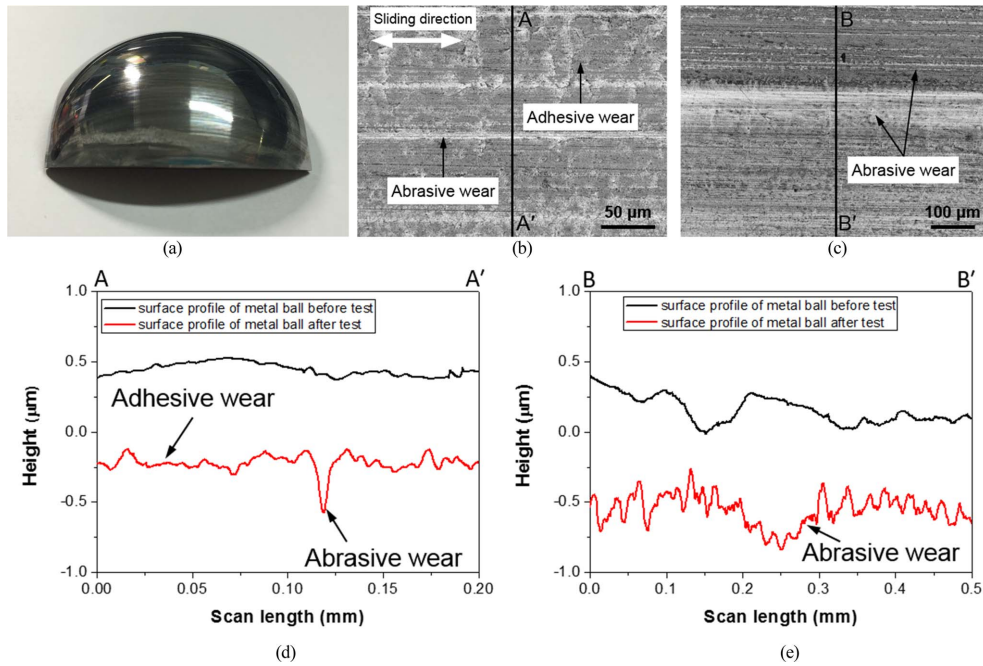 (a)
Sliding direction
A
Adhesive wear
Abrasive wear
A'
50 μm
(b)
B
1
Abrasive wear
B'
100 μm
(c)
A
A'
1.0
0.5
0.0
-0.5
-1.0
Height (μm)
surface profile of metal ball before test
surface profile of metal ball after test
Adhesive wear
Abrasive wear
0.00
0.05
0.10
0.15
0.20
Scan length (mm)
(d)
B
B'
1.0
0.5
0.0
-0.5
-1.0
Height (μm)
surface profile of metal ball before test
surface profile of metal ball after test
Abrasive wear
0.0
0.1
0.2
0.3
0.4
0.5
Scan length (mm)
(e)